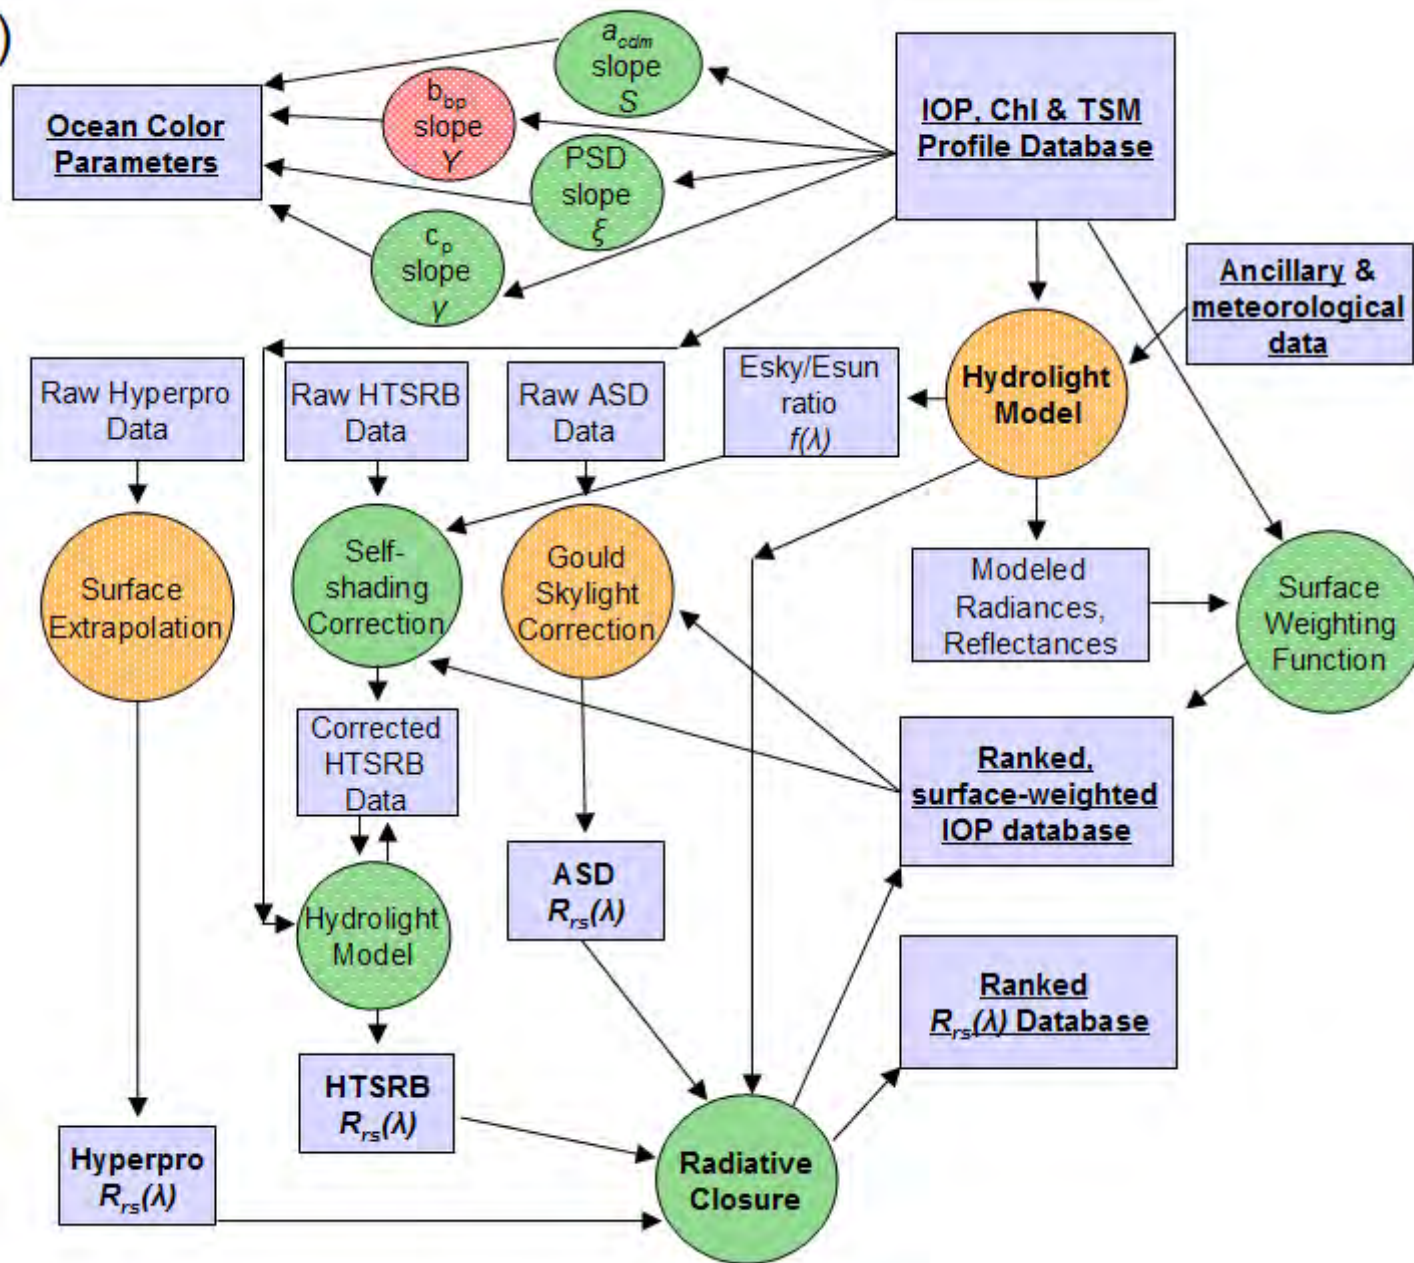 )
a_cdm
slope
S
Ocean Color
Parameters
b_bp
slope
Y
IOP, Chl & TSM
Profile Database
PSD
slope
ξ
c_p
slope
γ
Ancillary &
meteorological
data
Raw Hyperpro
Data
Raw HTSRB
Data
Raw ASD
Data
Esky/Esun
ratio
f(λ)
Hydrolight
Model
Surface
Extrapolation
Self-
shading
Correction
Gould
Skylight
Correction
Modeled
Radiances,
Reflectances
Surface
Weighting
Function
Corrected
HTSRB
Data
Ranked,
surface-weighted
IOP database
Hydrolight
Model
ASD
R_rs(λ)
Ranked
R_rs(λ) Database
HTSRB
R_rs(λ)
Hyperpro
R_rs(λ)
Radiative
Closure